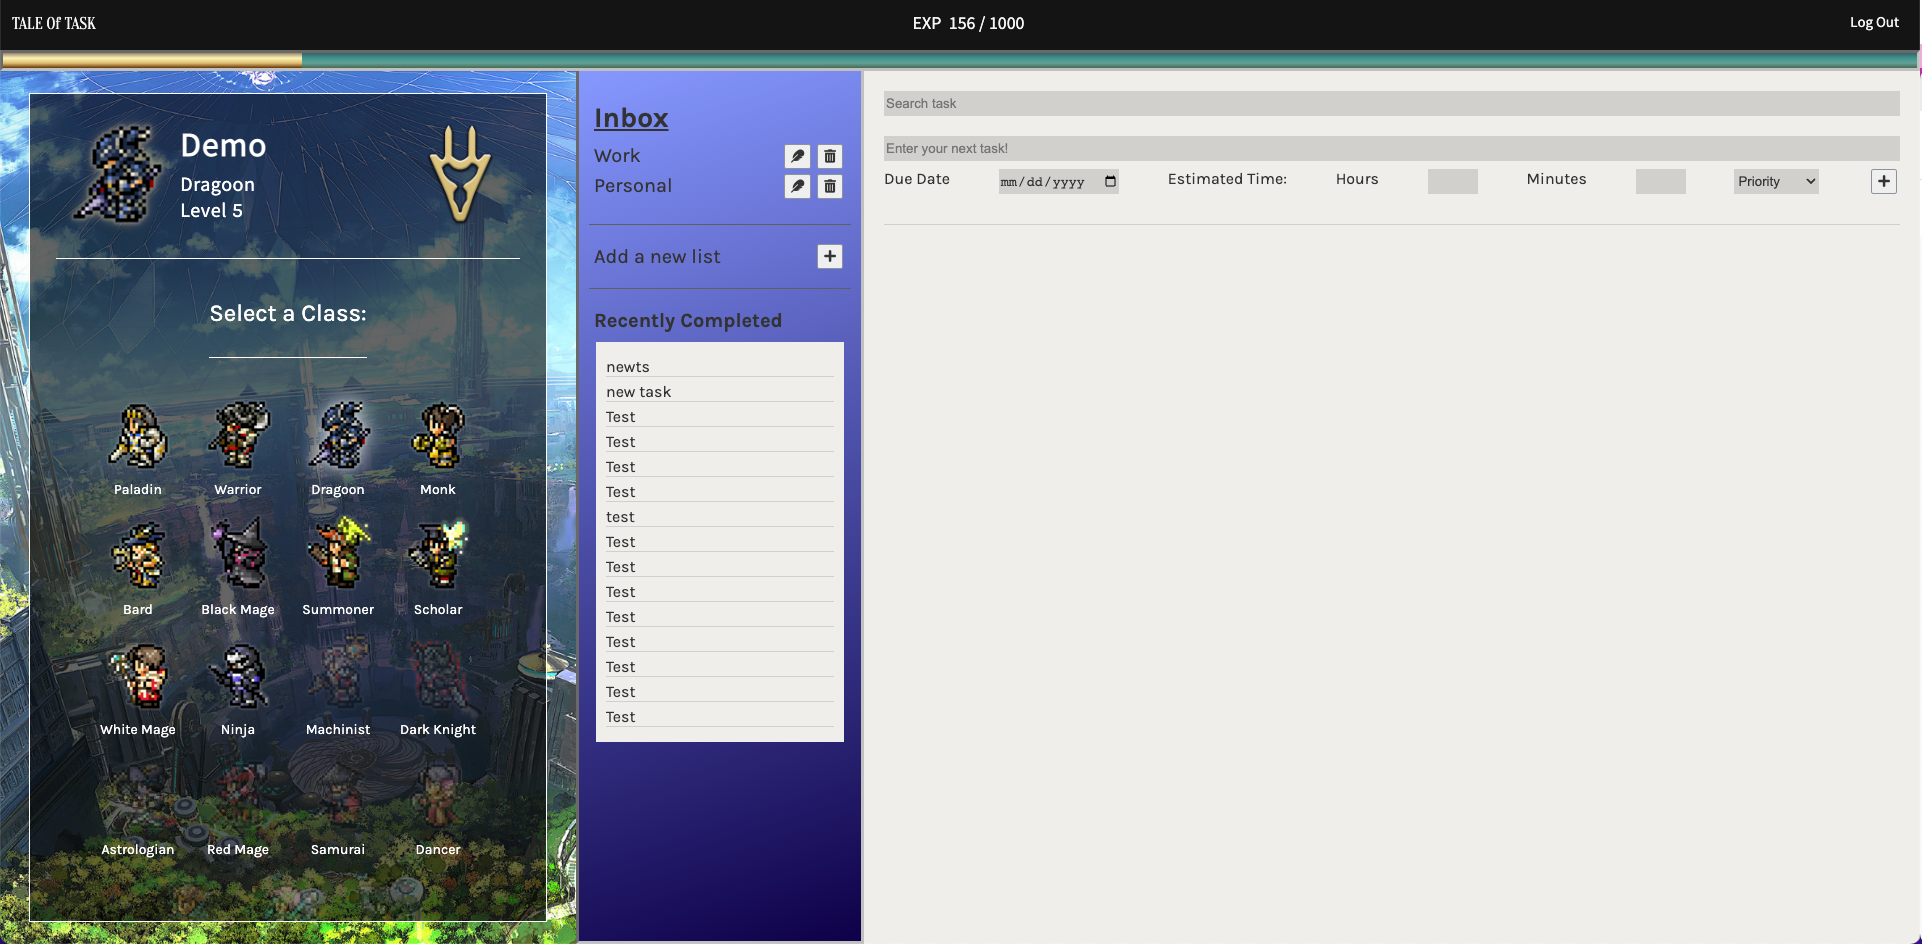 TALE Of TASK
EXP 156 / 1000
Log Out
Demo
Dragoon
Level 5
Select a Class:
Paladin Warrior Dragoon Monk
Bard Black Mage Summoner Scholar
White Mage Ninja Machinist Dark Knight
Astrologian Red Mage Samurai Dancer
Inbox
Work
Personal
Add a new list
Recently Completed
newts
new task
Test
Test
Test
Test
test
Test
Test
Test
Test
Test
Test
Test
Test
Search task
Enter your next task!
Due Date mm/dd/yyyy Estimated Time: Hours Minutes Priority